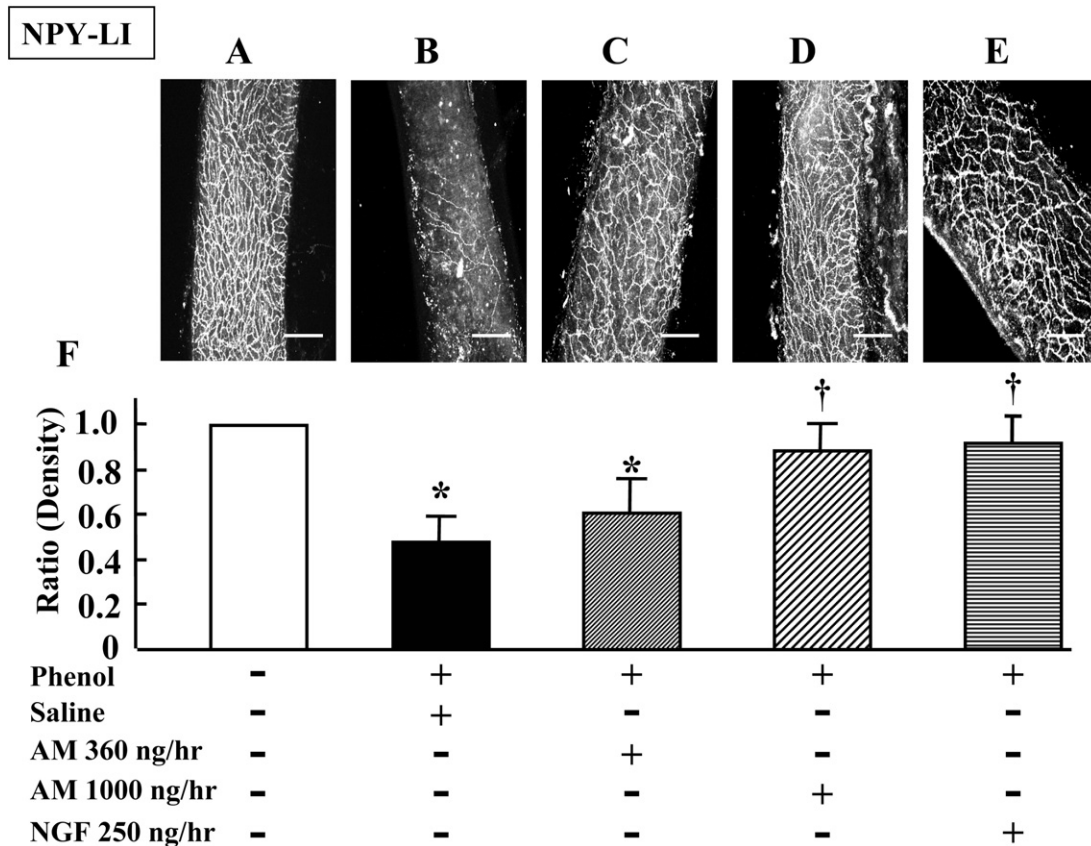 NPY-LI
A B C D E
F
Ratio (Density)
1.0
0.8
0.6
0.4
0.2
0
* * † †
Phenol - + + + +
Saline - + - - -
AM 360 ng/hr - - + - -
AM 1000 ng/hr - - - + -
NGF 250 ng/hr - - - - +